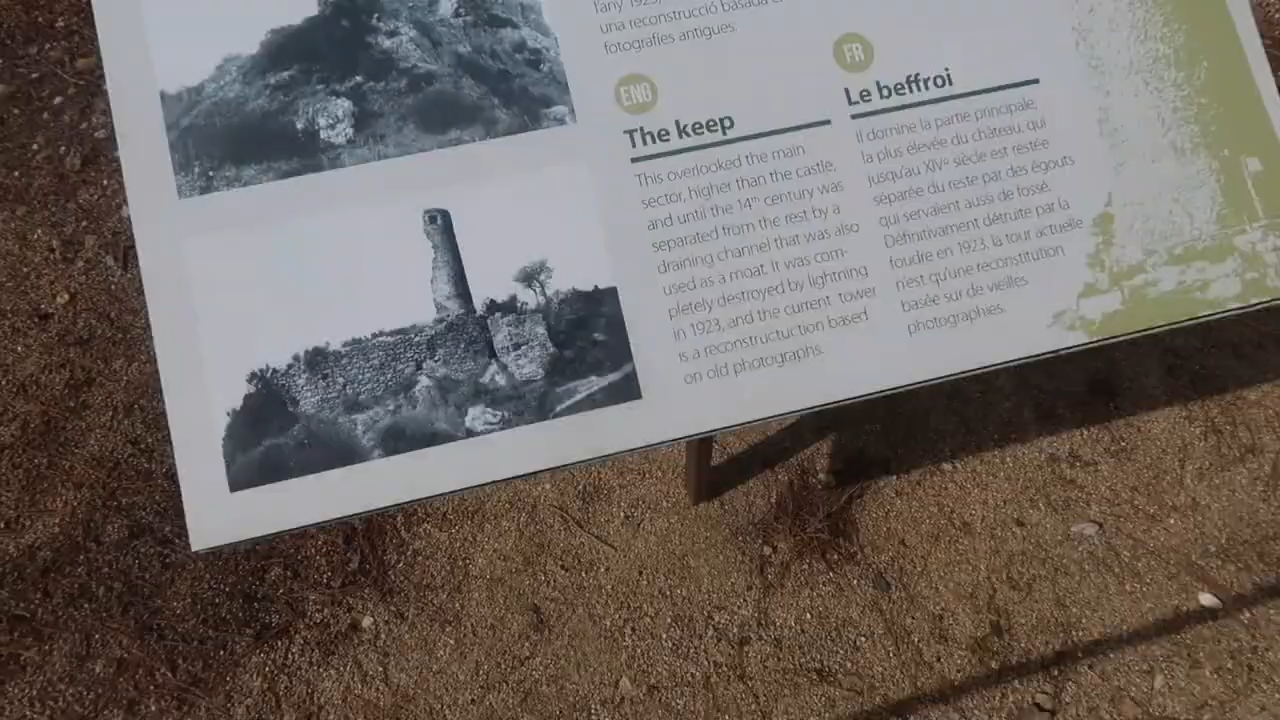 l'any 1923,
una reconstrucció basada
fotografies antigues.
ENG
The keep
This overlooked the main
sector, higher than the castle,
and until the 14th century was
separated from the rest by a
draining channel that was also
used as a moat. It was com-
pletely destroyed by lightning
in 1923, and the current tower
is a reconstructuction based
on old photographs.
FR
Le beffroi
Il domine la partie principale,
la plus élevée du château, qui
jusqu'au XIVe siècle est restée
séparée du reste par des égouts
qui servaient aussi de fossé.
Définitivament détruite par la
foudre en 1923, la tour actuelle
n'est qu'une reconstitution
basée sur de vieilles
photographies.